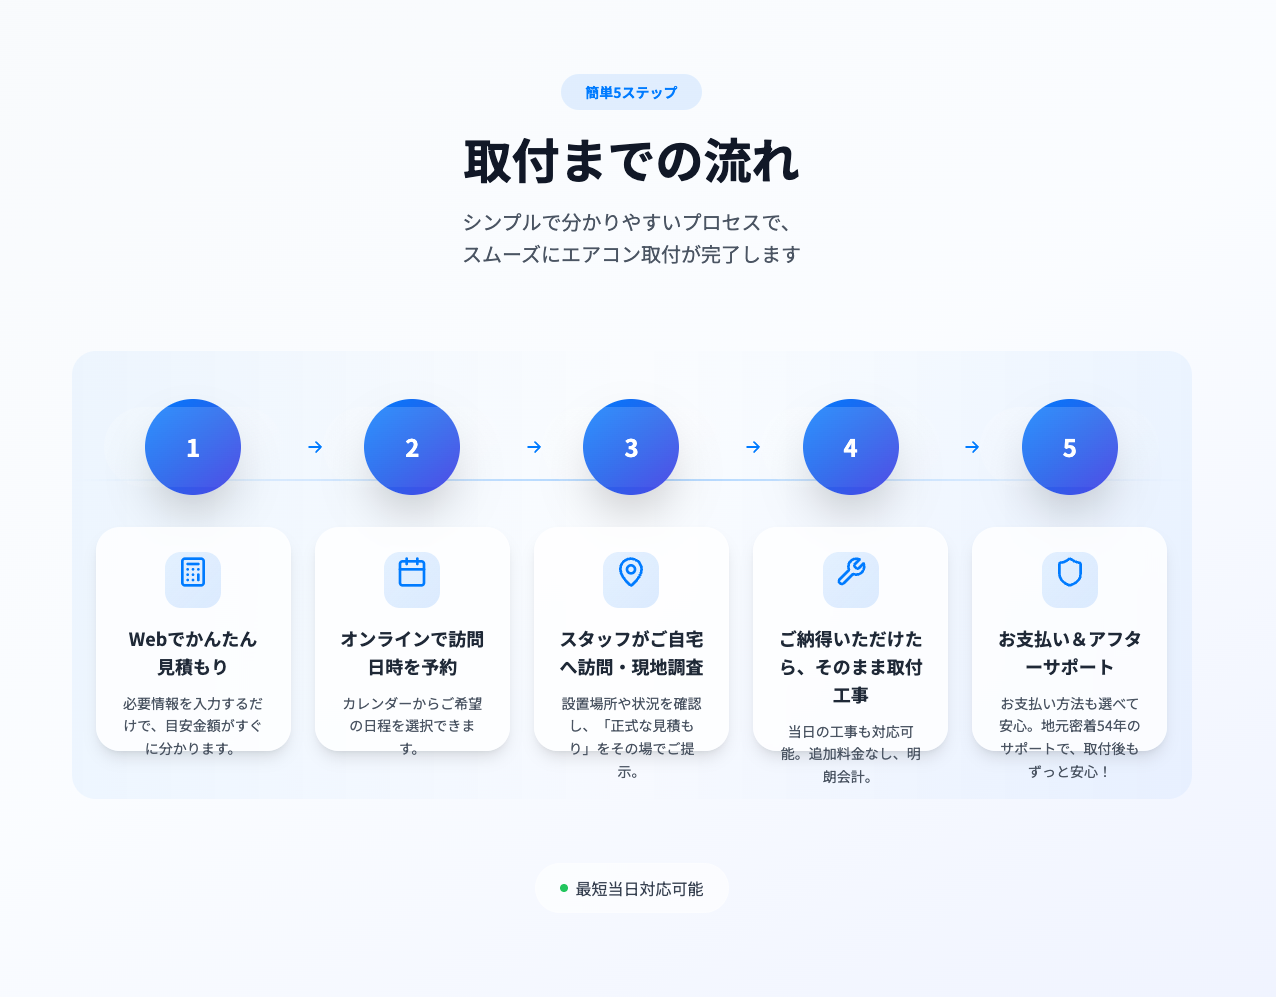 簡単5ステップ
取付までの流れ
シンプルで分かりやすいプロセスで、
スムーズにエアコン取付が完了します
1
2
3
4
5
Webでかんたん
見積もり
必要情報を入力するだ
けで、目安金額がすぐ
に分かります。
オンラインで訪問
日時を予約
カレンダーからご希望
の日程を選択できま
す。
スタッフがご自宅
へ訪問・現地調査
設置場所や状況を確認
し、「正式な見積も
り」をその場でご提
示。
ご納得いただけた
ら、そのまま取付
工事
当日の工事も対応可
能。追加料金なし、明
朗会計。
お支払い＆アフタ
ーサポート
お支払い方法も選べて
安心。地元密着54年の
サポートで、取付後も
ずっと安心！
最短当日対応可能